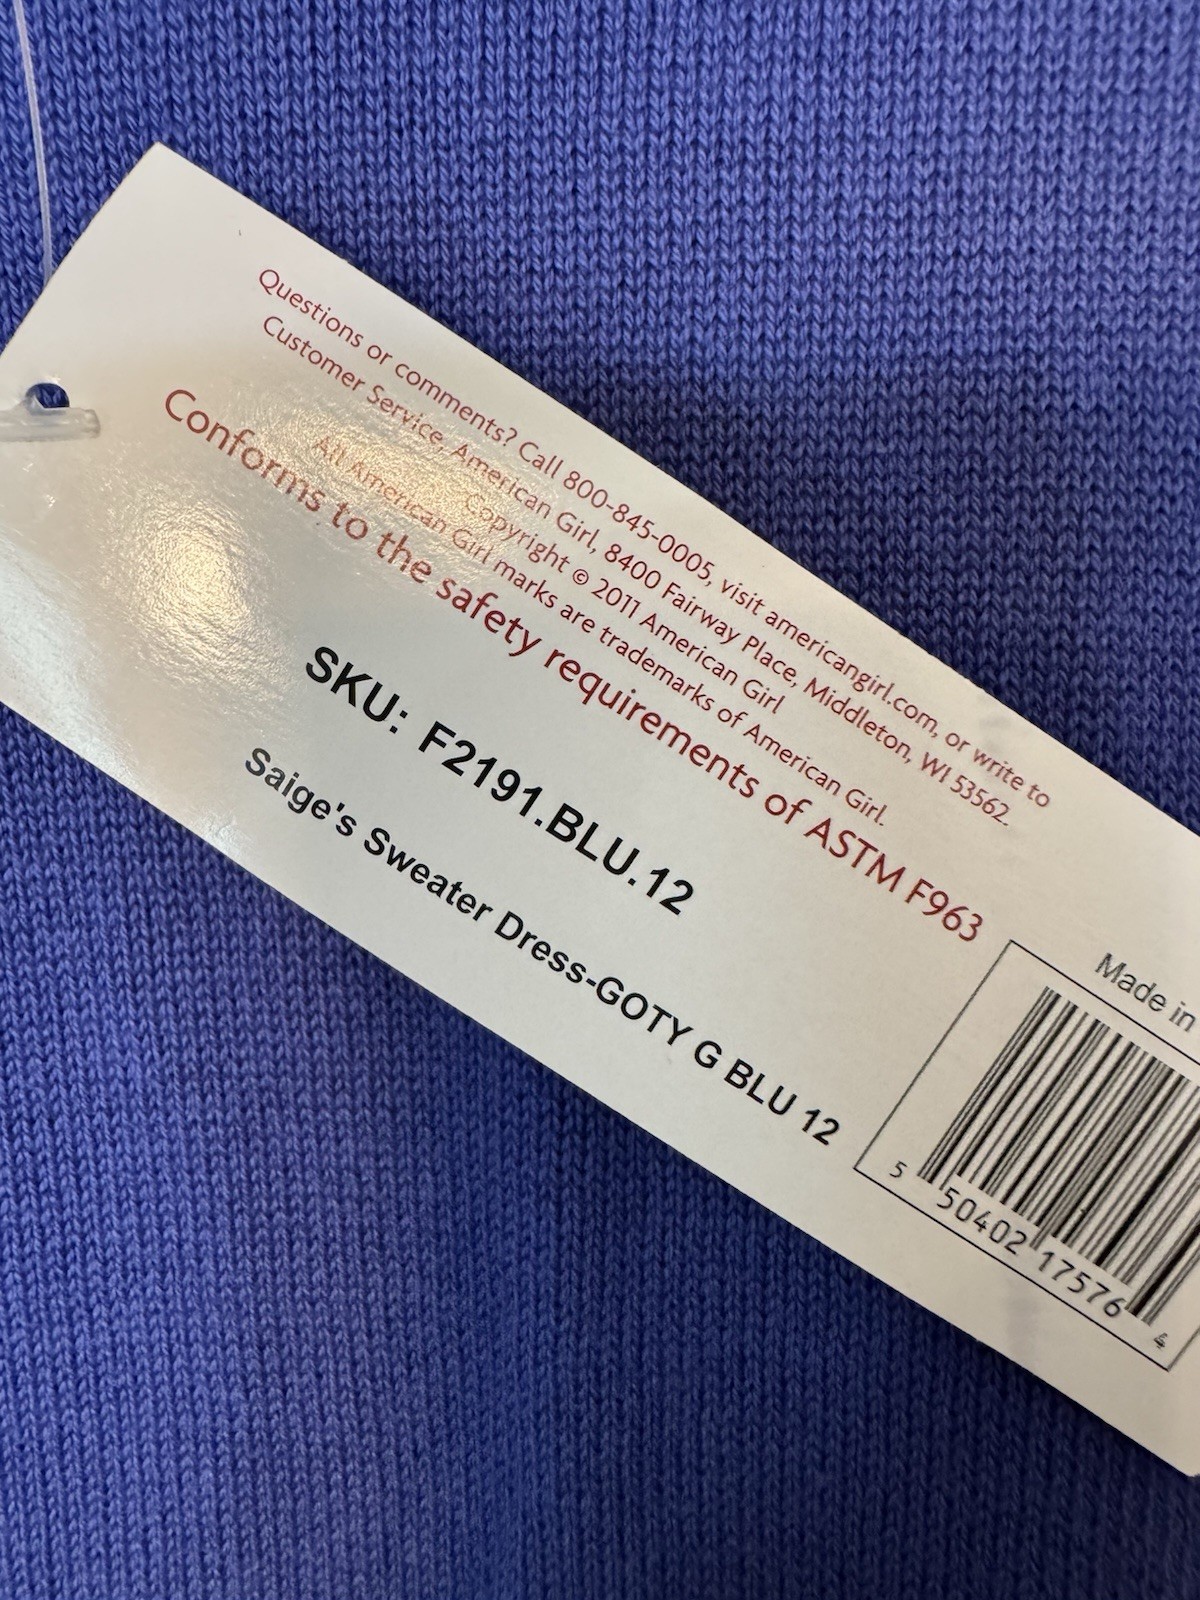 Questions or comments? Call 800-845-0005, visit americangirl.com, or write to
Customer Service, American Girl, 8400 Fairway Place, Middleton, WI 53562.
Copyright © 2011 American Girl
All American Girl marks are trademarks of American Girl.
Conforms to the safety requirements of ASTM F963
SKU: F2191.BLU.12
Saige's Sweater Dress-GOTY G BLU 12
Made in
5 50402 17576 4